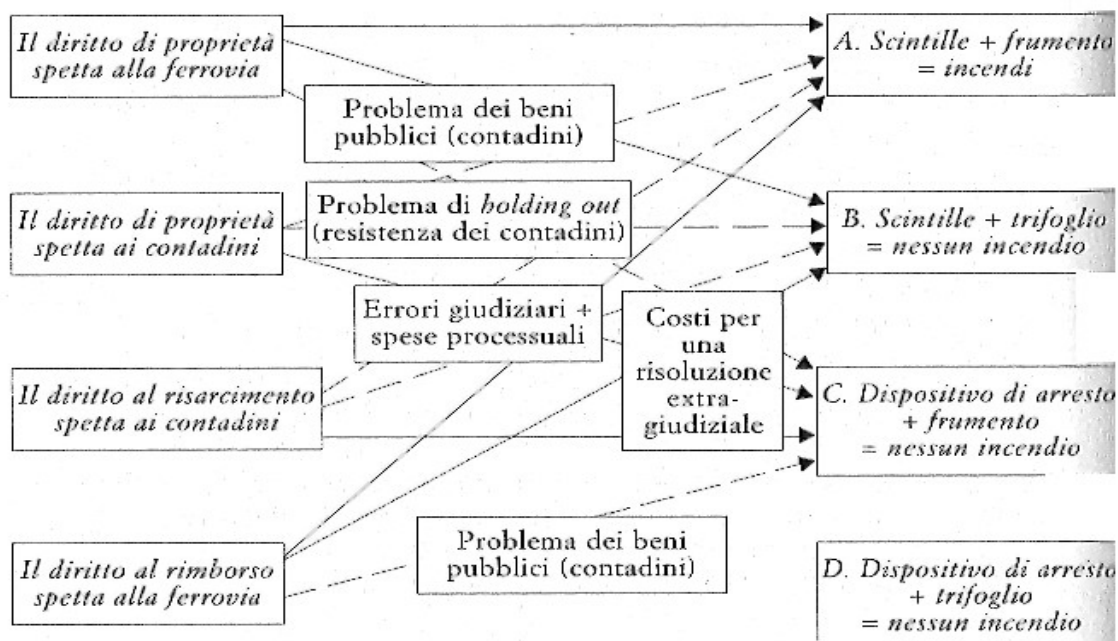 Il diritto di proprietà
spetta alla ferrovia
Problema dei beni
pubblici (contadini)
A. Scintille + frumento
= incendi
Il diritto di proprietà
spetta ai contadini
Problema di holding out
(resistenza dei contadini)
B. Scintille + trifoglio
= nessun incendio
Errori giudiziari +
spese processuali
Costi per
una
risoluzione
extra-
giudiziale
Il diritto al risarcimento
spetta ai contadini
C. Dispositivo di arresto
+ frumento
= nessun incendio
Il diritto al rimborso
spetta alla ferrovia
Problema dei beni
pubblici (contadini)
D. Dispositivo di arresto
+ trifoglio
= nessun incendio